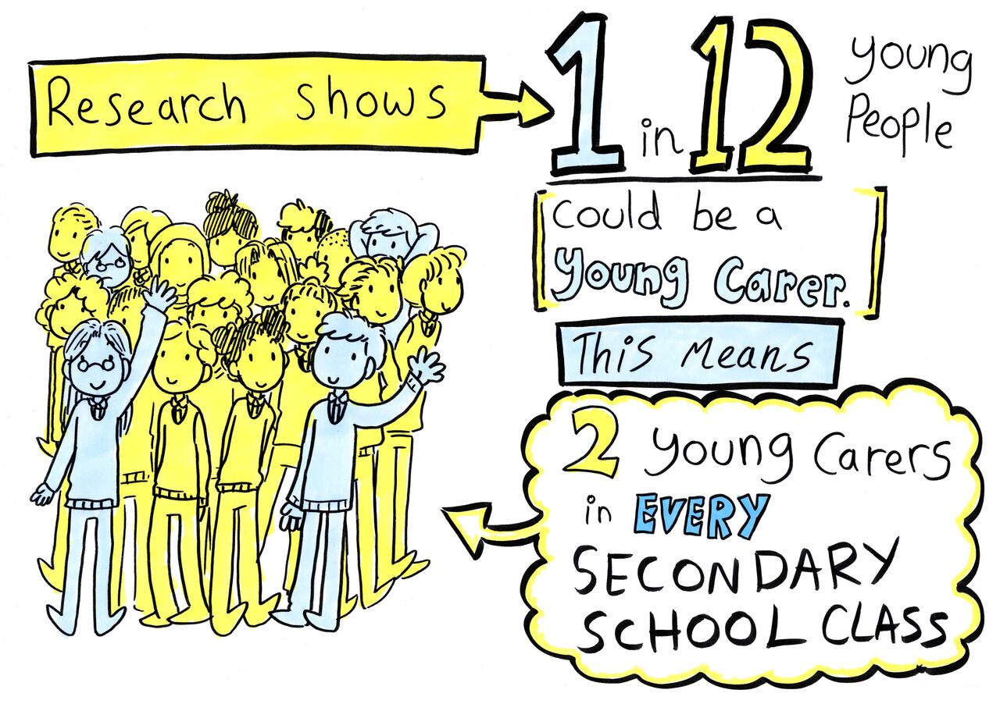 Research shows
1 in 12 young People
could be a
Young Carer.
This Means
2 young carers
in EVERY
SECONDARY
SCHOOL CLASS